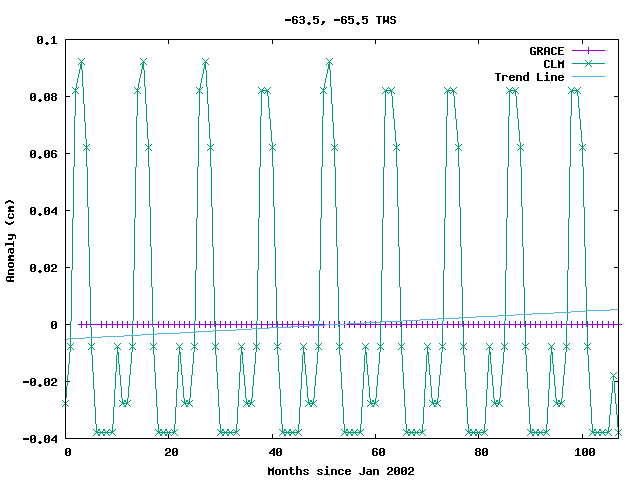 -63.5, -65.5 TWS
GRACE
CLM
Trend Line
0.1
0.08
0.06
0.04
0.02
0
-0.02
-0.04
Anomaly (cm)
0 20 40 60 80 100
Months since Jan 2002